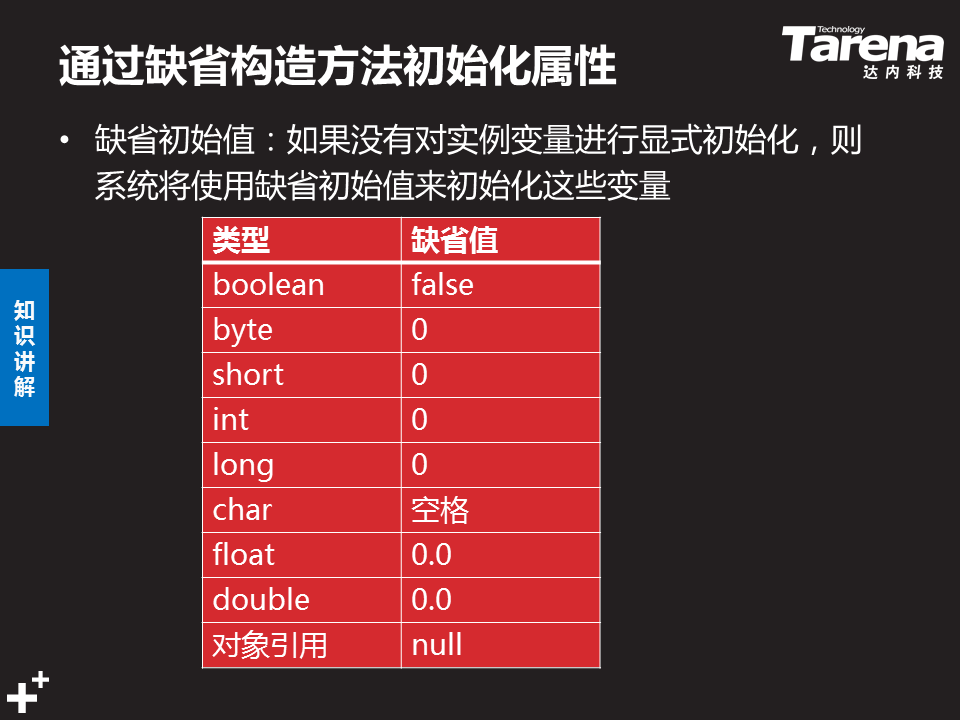 通过缺省构造方法初始化属性
Technology
Tarena
达内科技
• 缺省初始值：如果没有对实例变量进行显式初始化，则
系统将使用缺省初始值来初始化这些变量
类型 缺省值
boolean false
byte 0
short 0
int 0
long 0
char 空格
float 0.0
double 0.0
对象引用 null
知
识
讲
解